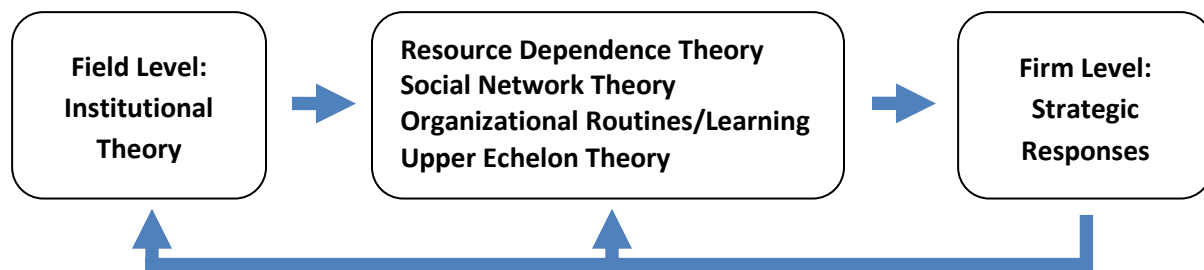 Field Level:
Institutional
Theory
Resource Dependence Theory
Social Network Theory
Organizational Routines/Learning
Upper Echelon Theory
Firm Level:
Strategic
Responses